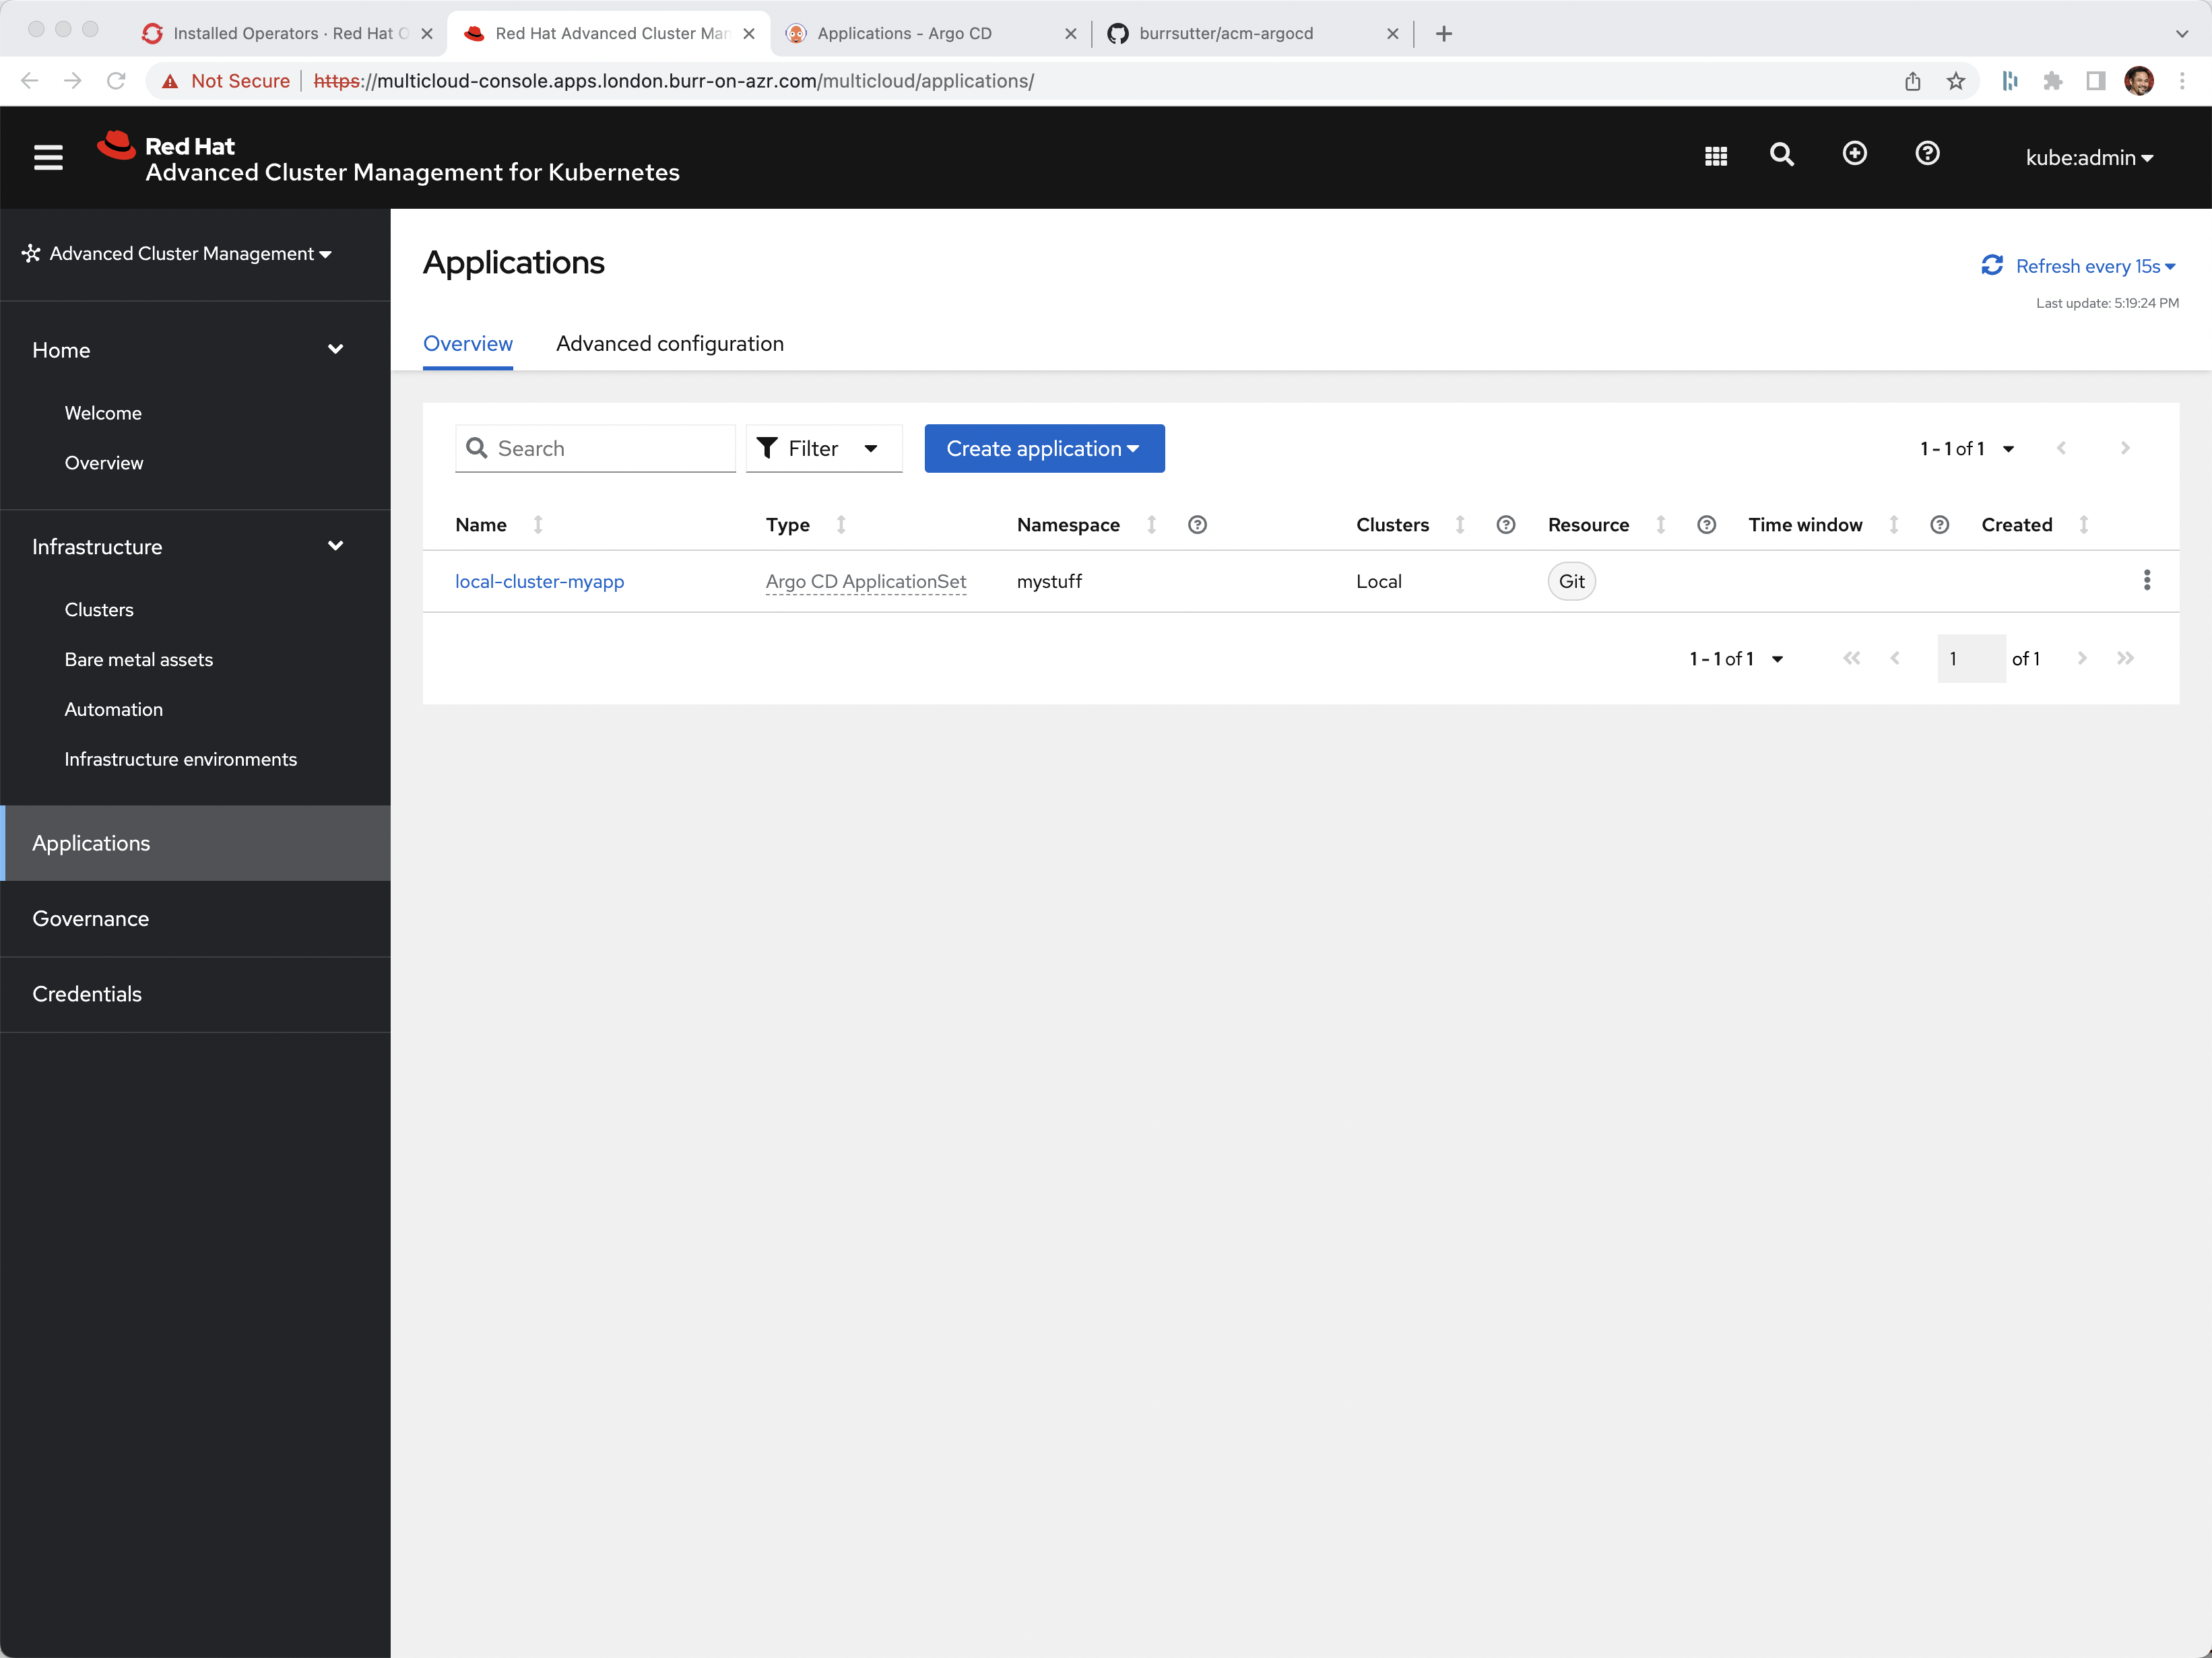 Installed Operators · Red Hat O
Red Hat Advanced Cluster Man
Applications - Argo CD
burrsutter/acm-argocd
Not Secure
https://multicloud-console.apps.london.burr-on-azr.com/multicloud/applications/
Red Hat
Advanced Cluster Management for Kubernetes
kube:admin
Advanced Cluster Management
Home
Welcome
Overview
Infrastructure
Clusters
Bare metal assets
Automation
Infrastructure environments
Applications
Governance
Credentials
Applications
Refresh every 15s
Last update: 5:19:24 PM
Overview Advanced configuration
Search Filter Create application 1 - 1 of 1
Name Type Namespace Clusters Resource Time window Created
local-cluster-myapp Argo CD ApplicationSet mystuff Local Git
1 - 1 of 1 1 of 1